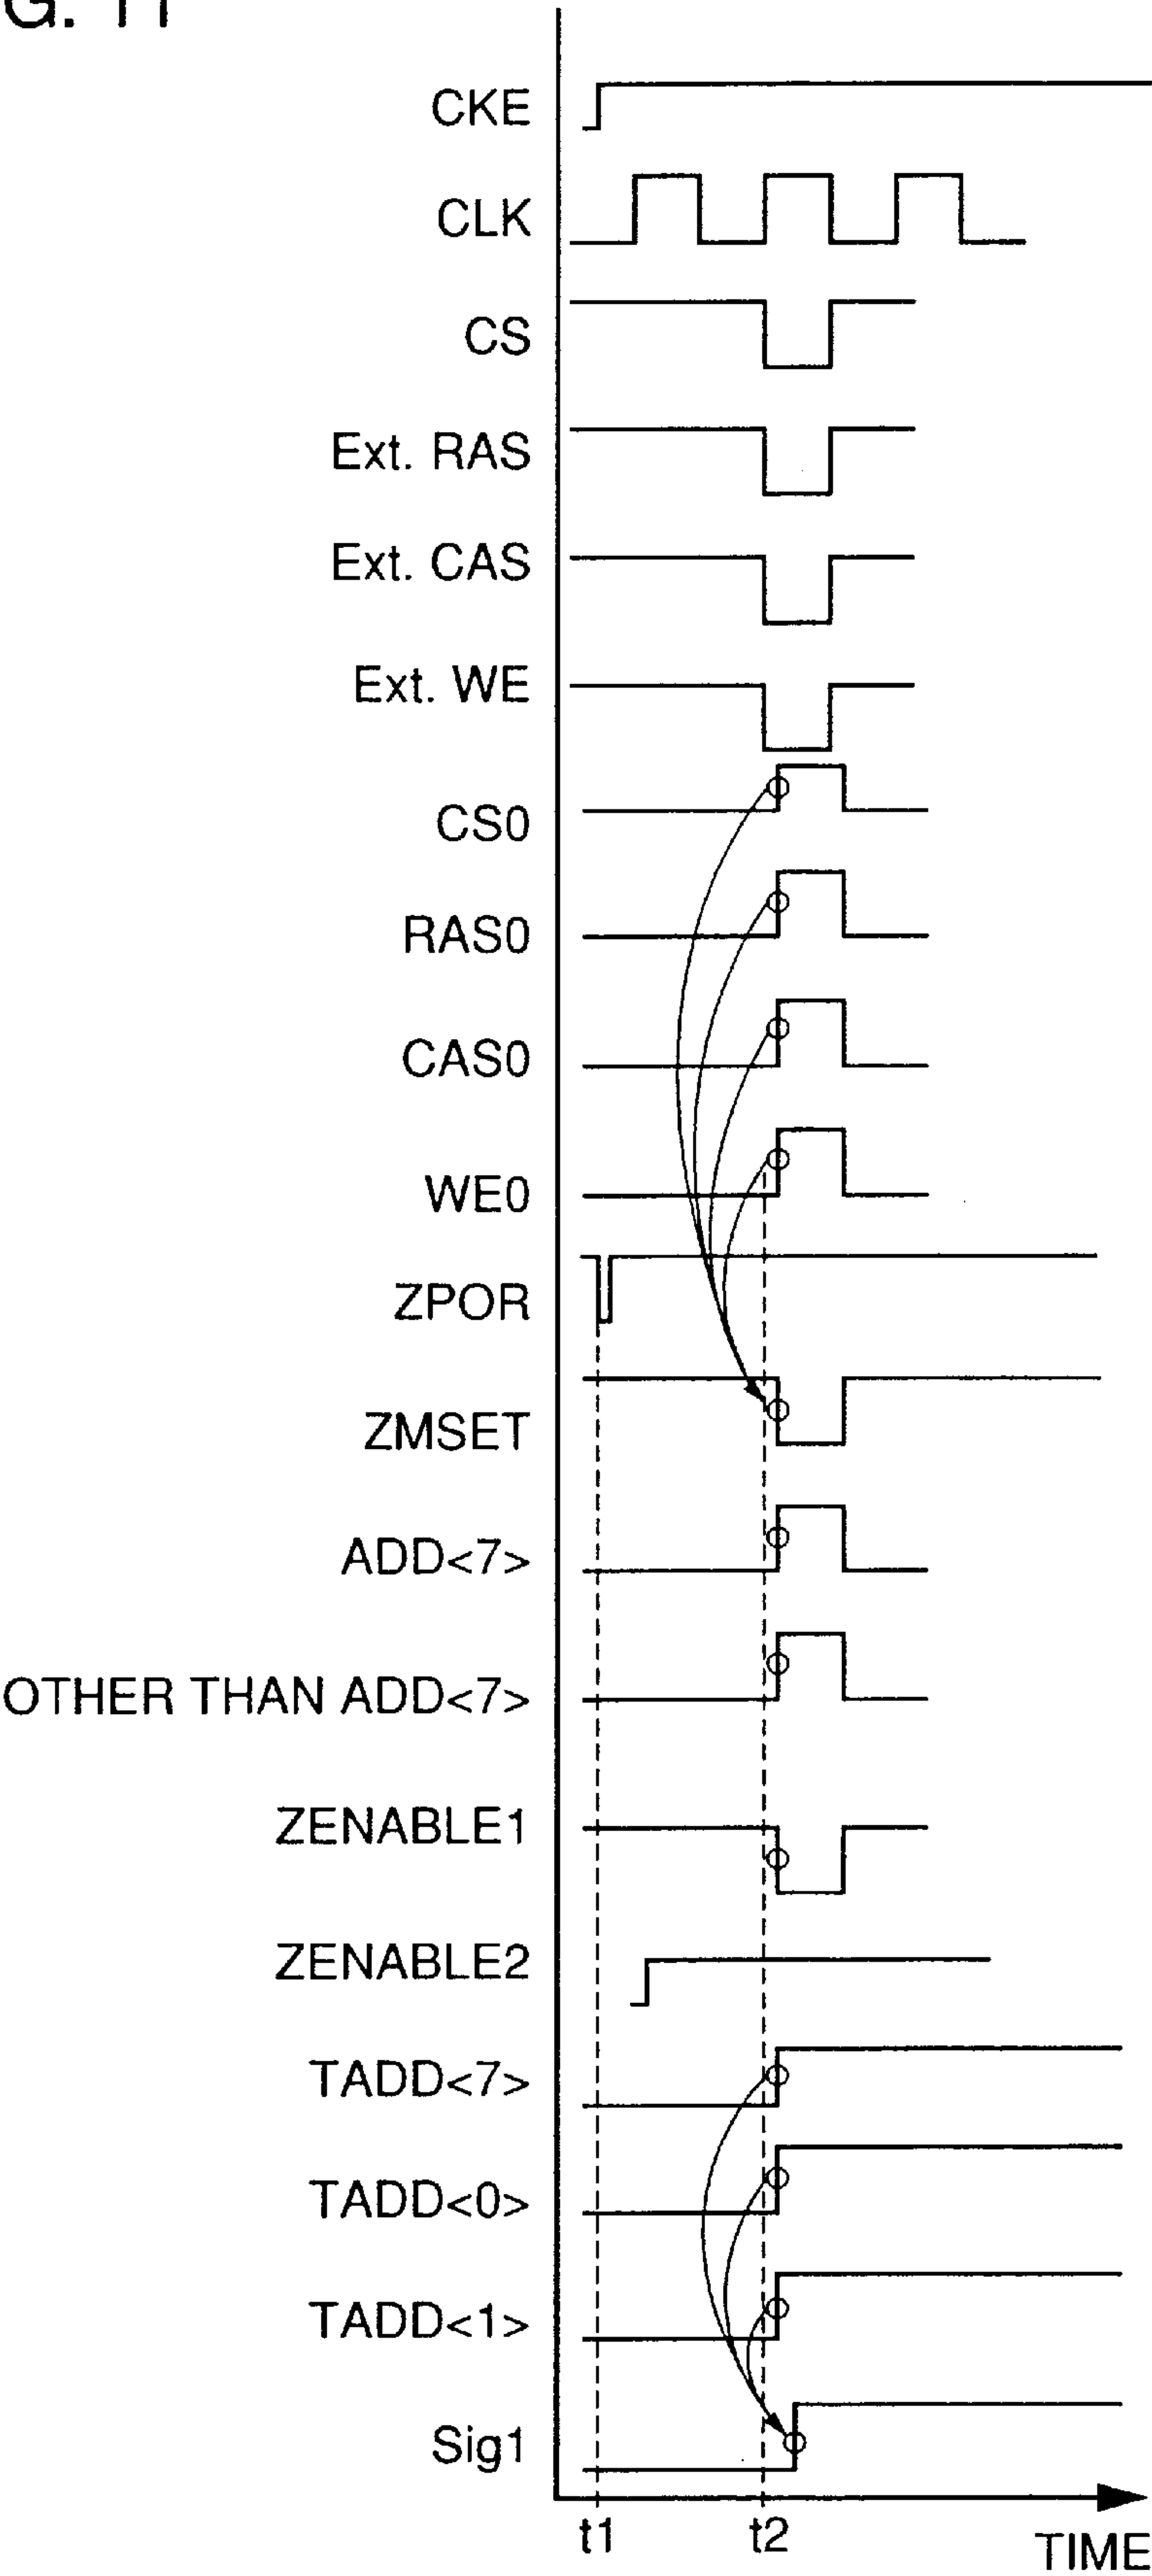 G. 11
CKE
CLK
CS
Ext. RAS
Ext. CAS
Ext. WE
CS0
RAS0
CAS0
WE0
ZPOR
ZMSET
ADD<7>
OTHER THAN ADD<7>
ZENABLE1
ZENABLE2
TADD<7>
TADD<0>
TADD<1>
Sig1
t1 t2
TIME